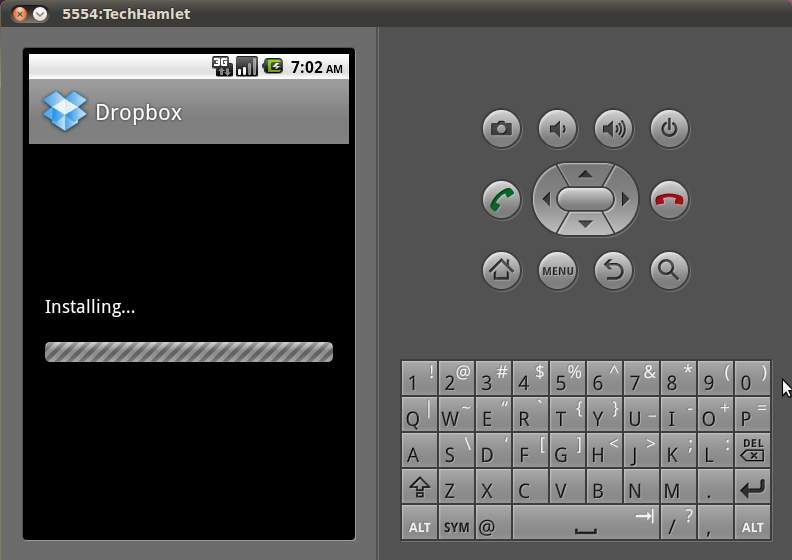 5554:TechHamlet
3G 7:02 AM
Dropbox
Installing...
MENU
1 ! 2 @ 3 # 4 $ 5 % 6 ^ 7 & 8 * 9 ( 0 )
Q | W ~ E “ R ` T { Y } U _ I - O + P =
A S \ D ‘ F [ G ] H < J > K ; L : DEL
Z X C V B N M .
ALT SYM @ / ? , ALT